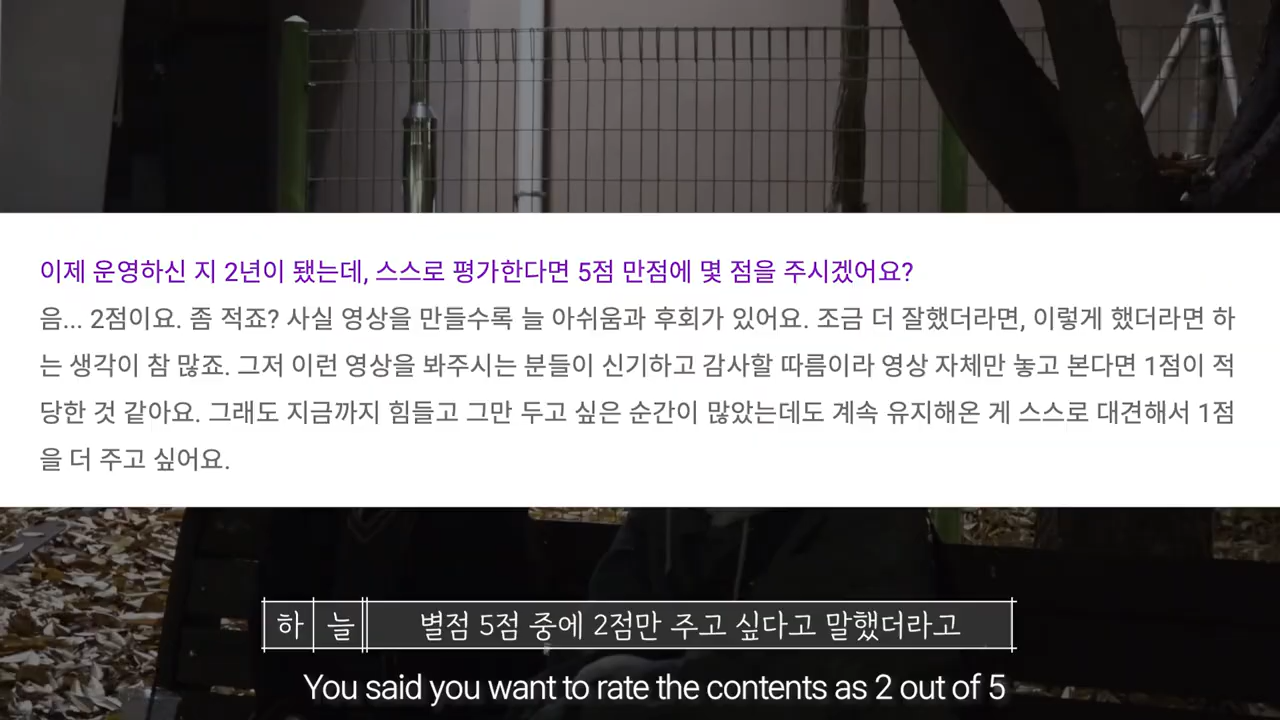 이제 운영하신 지 2년이 됐는데, 스스로 평가한다면 5점 만점에 몇 점을 주시겠어요?
음... 2점이요. 좀 적죠? 사실 영상을 만들수록 늘 아쉬움과 후회가 있어요. 조금 더 잘했더라면, 이렇게 했더라면 하
는 생각이 참 많죠. 그저 이런 영상을 봐주시는 분들이 신기하고 감사할 따름이라 영상 자체만 놓고 본다면 1점이 적
당한 것 같아요. 그래도 지금까지 힘들고 그만 두고 싶은 순간이 많았는데도 계속 유지해온 게 스스로 대견해서 1점
을 더 주고 싶어요.
하늘 별점 5점 중에 2점만 주고 싶다고 말했더라고
You said you want to rate the contents as 2 out of 5